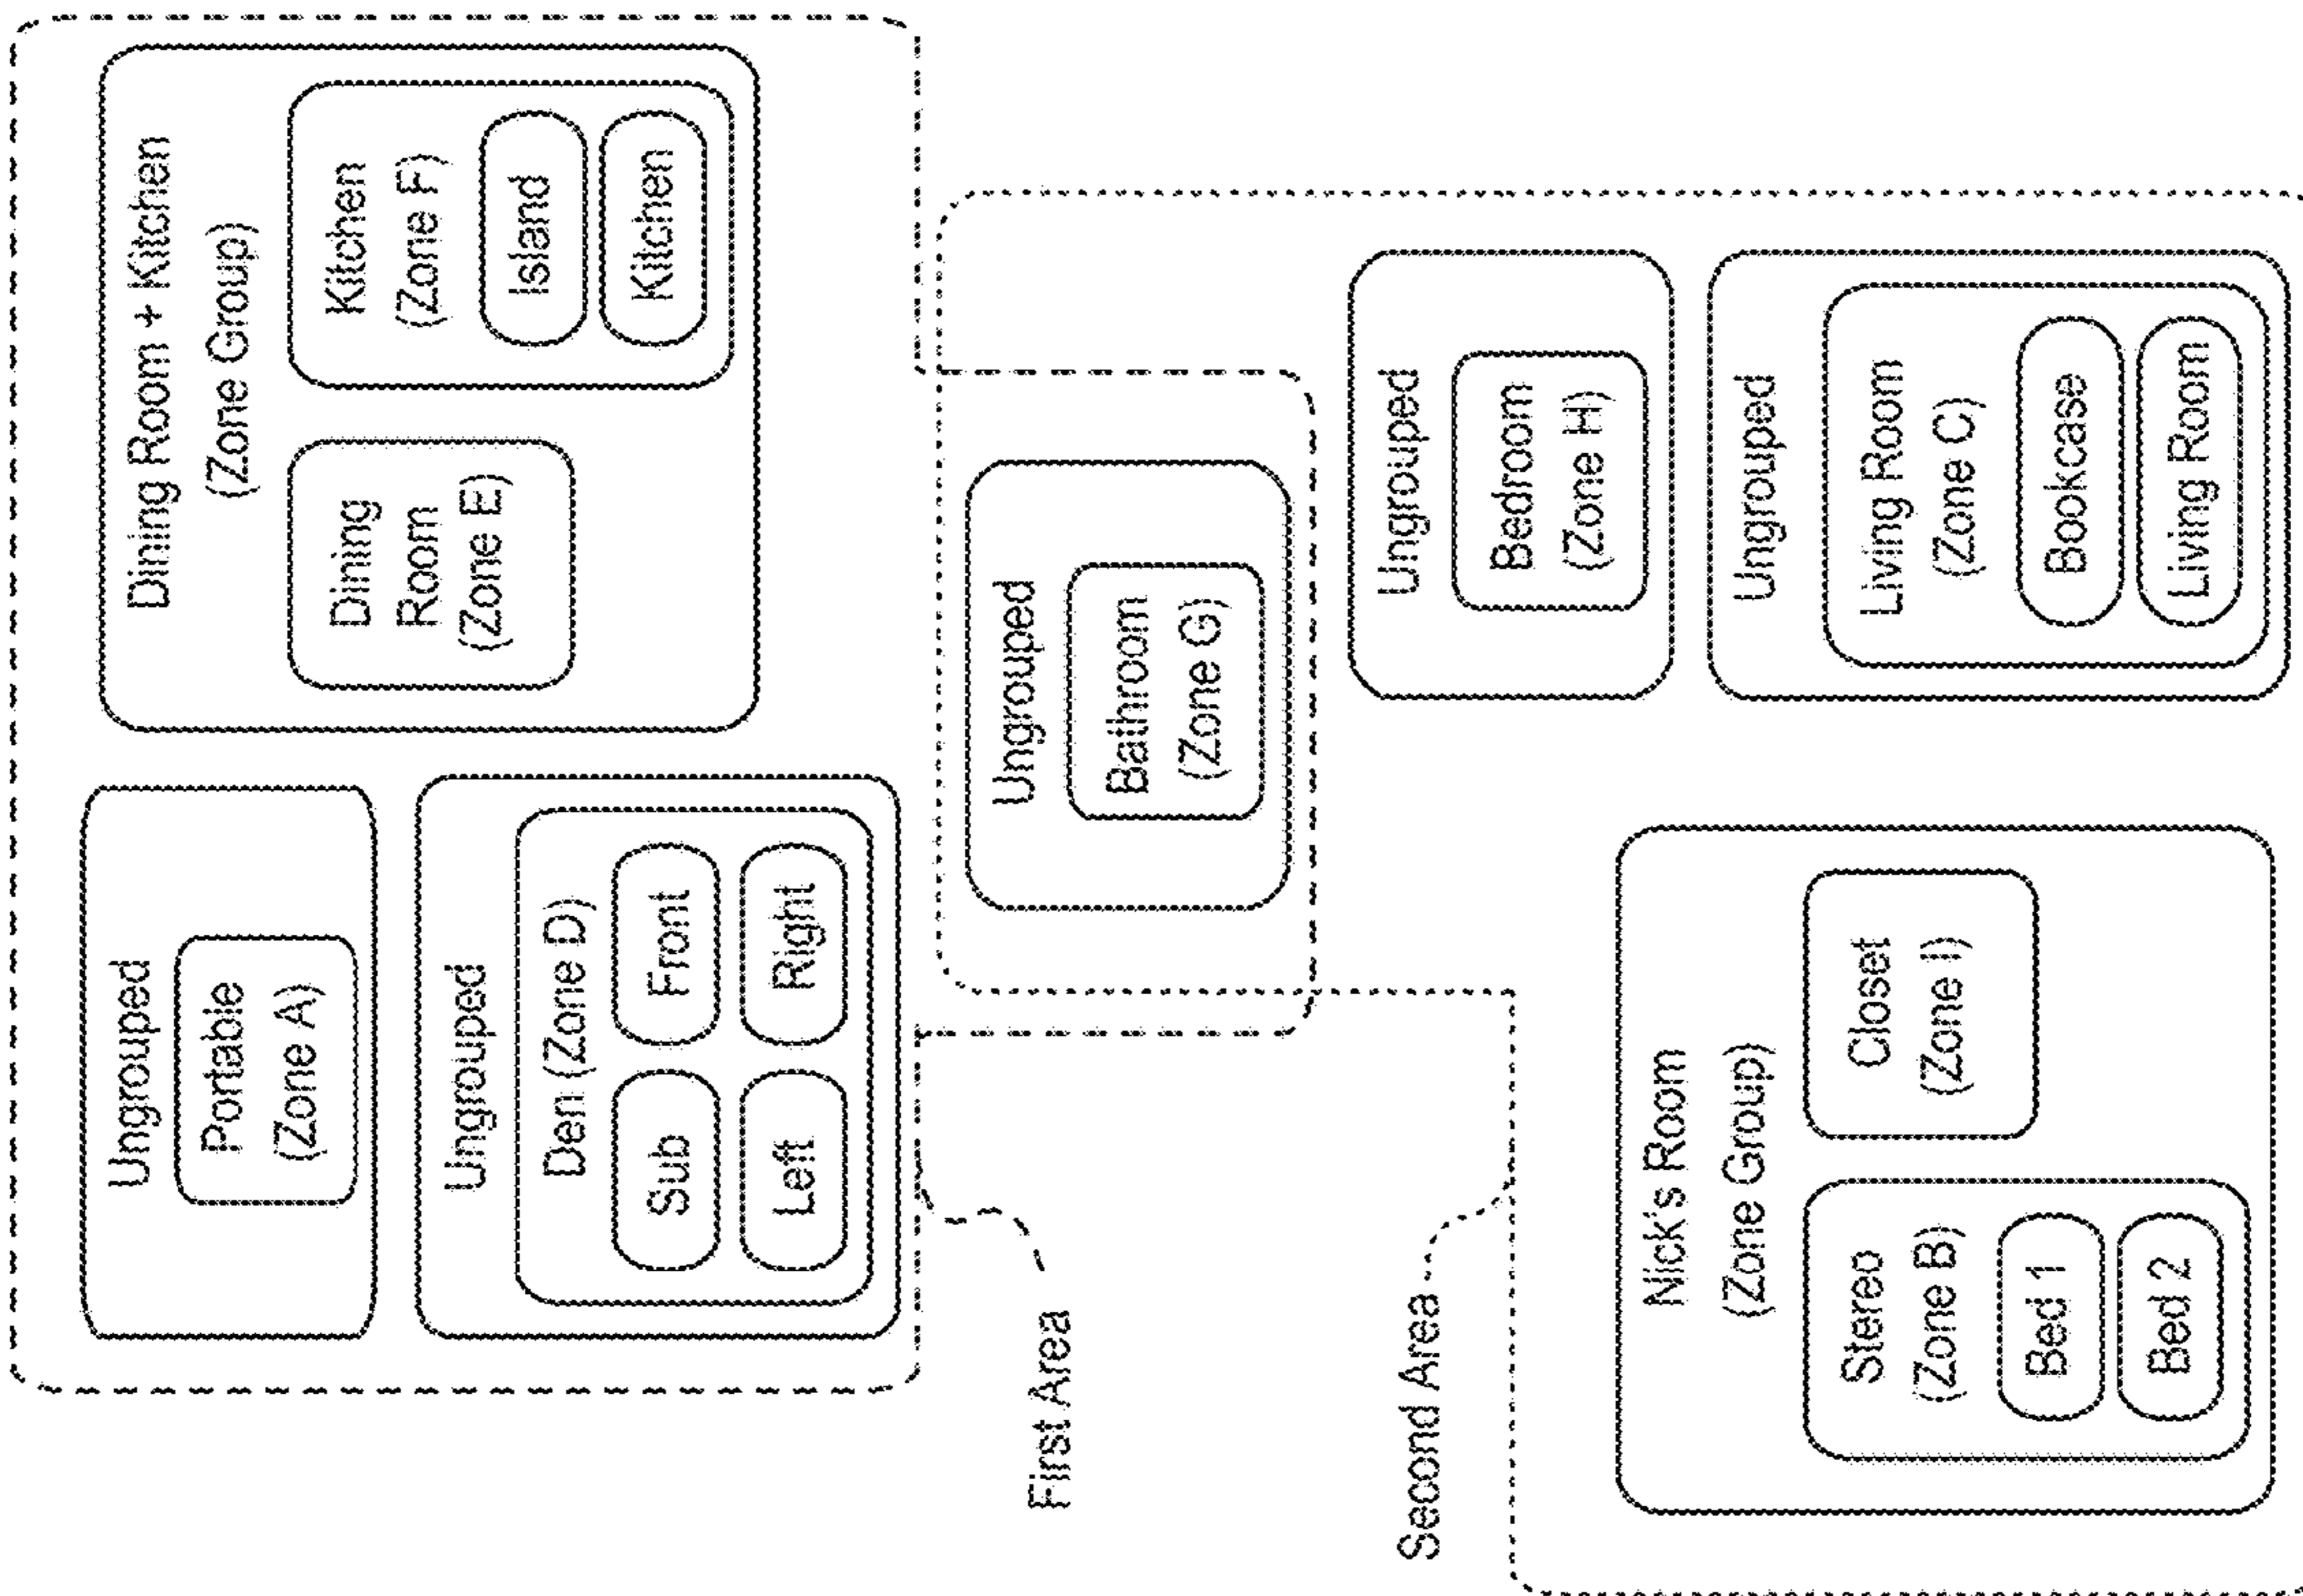 Ungrouped
Portable
(Zone A)
Ungrouped
Den (Zone D)
Sub
Front
Left
Right
Dining Room + Kitchen
(Zone Group)
Dining
Room
(Zone E)
Kitchen
(Zone F)
Island
Kitchen
First Area
Ungrouped
Bathroom
(Zone G)
Second Area
Ungrouped
Bedroom
(Zone H)
Nick's Room
(Zone Group)
Stereo
(Zone B)
Bed 1
Bed 2
Closet
(Zone I)
Ungrouped
Living Room
(Zone C)
Bookcase
Living Room